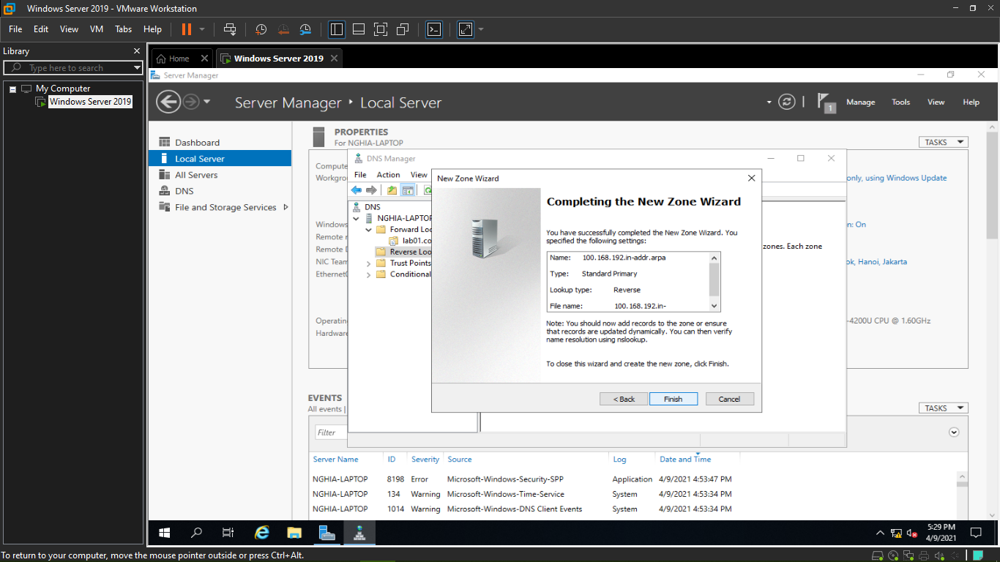 Windows Server 2019 - VMware Workstation
File Edit View VM Tabs Help
Library
Home
Windows Server 2019
Type here to search
My Computer
Windows Server 2019
Server Manager
Server Manager
Local Server
1
Manage Tools View Help
Dashboard
Local Server
All Servers
DNS
File and Storage Services
PROPERTIES
For NGHIA-LAPTOP
TASKS
DNS Manager
Compute
Workgro
only, using Windows Update
File Action View
New Zone Wizard
DNS
NGHIA-LAPTOP
Forward Loo
lab01.co
Reverse Loo
Trust Points
Conditional
Windows
Remote
Remote D
NIC Team
Ethernet
Operatin
Hardware
n: On
zones. Each zone
ok, Hanoi, Jakarta
-4200U CPU @ 1.60GHz
Completing the New Zone Wizard
You have successfully completed the New Zone Wizard. You
specified the following settings:
Name: 100.168.192.in-addr.arpa
Type: Standard Primary
Lookup type: Reverse
File name: 100.168.192.in-
Note: You should now add records to the zone or ensure
that records are updated dynamically. You can then verify
name resolution using nslookup.
To close this wizard and create the new zone, click Finish.
< Back Finish Cancel
EVENTS
All events |
TASKS
Filter
Server Name ID Severity Source Log Date and Time
NGHIA-LAPTOP 8198 Error Microsoft-Windows-Security-SPP Application 4/9/2021 4:53:47 PM
NGHIA-LAPTOP 134 Warning Microsoft-Windows-Time-Service System 4/9/2021 4:53:34 PM
NGHIA-LAPTOP 1014 Warning Microsoft-Windows-DNS Client Events System 4/9/2021 4:53:34 PM
5:29 PM
4/9/2021
To return to your computer, move the mouse pointer outside or press Ctrl+Alt.